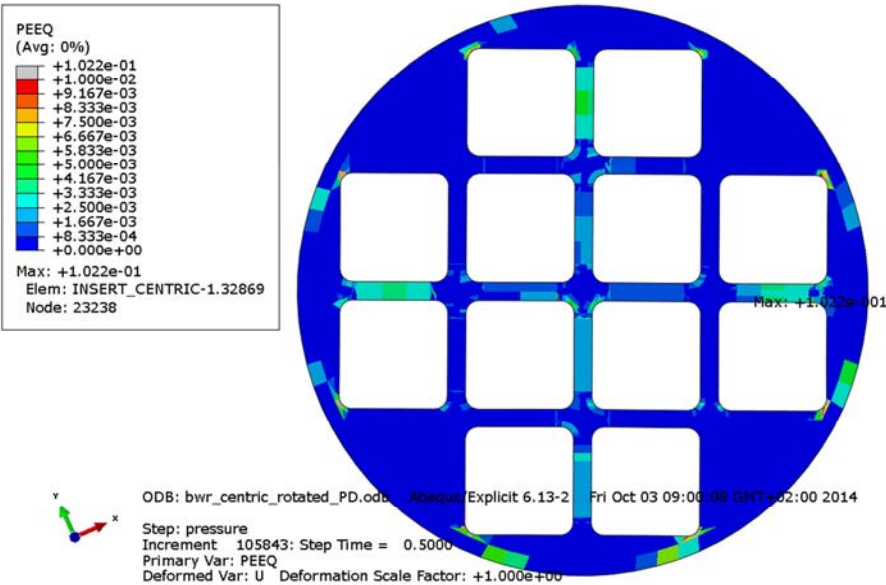 PEEQ
(Avg: 0%)
+1.022e-01
+1.000e-02
+9.167e-03
+8.333e-03
+7.500e-03
+6.667e-03
+5.833e-03
+5.000e-03
+4.167e-03
+3.333e-03
+2.500e-03
+1.667e-03
+8.333e-04
+0.000e+00
Max: +1.022e-01
Elem: INSERT_CENTRIC-1.32869
Node: 23238
Max: +1.022e-001
Y
X
ODB: bwr_centric_rotated_PD.odb Abaqus/Explicit 6.13-2 Fri Oct 03 09:00:08 GMT+02:00 2014
Step: pressure
Increment 105843: Step Time = 0.5000
Primary Var: PEEQ
Deformed Var: U Deformation Scale Factor: +1.000e+00